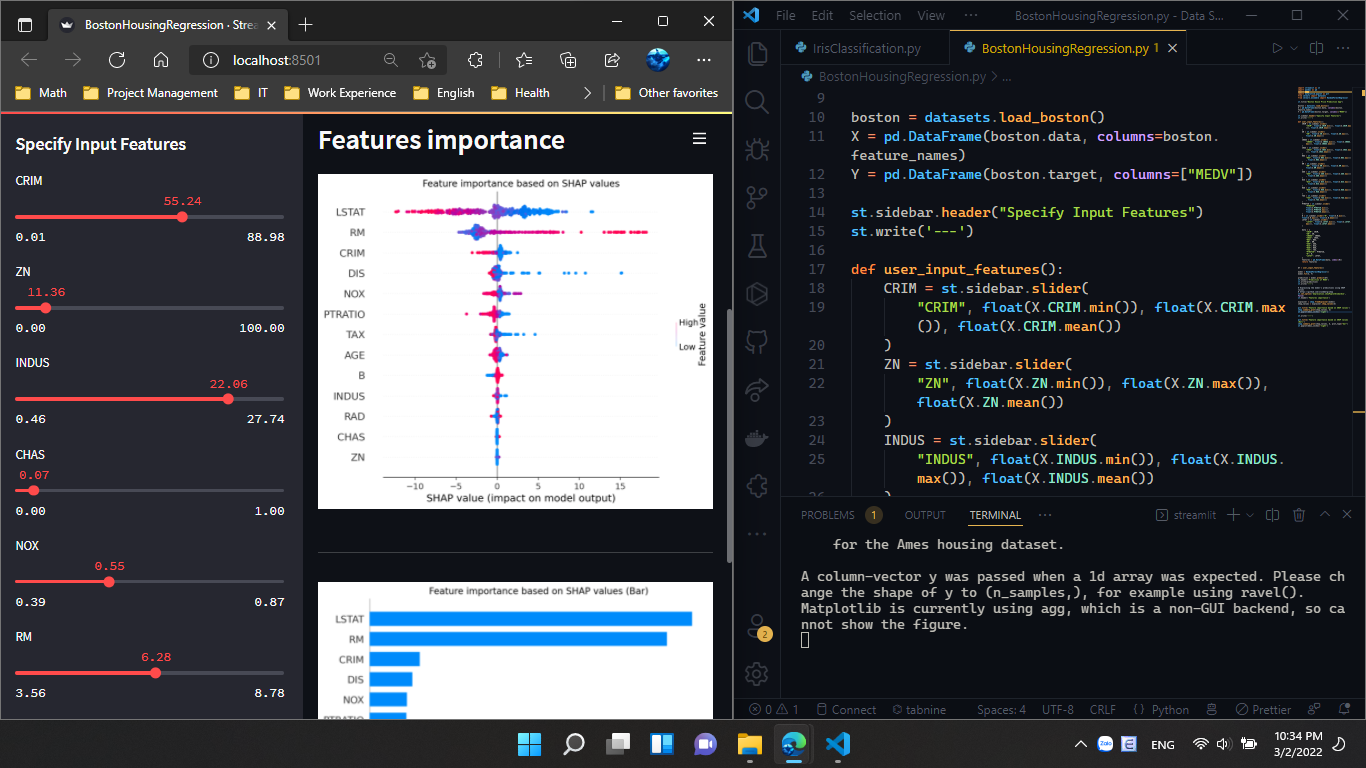 BostonHousingRegression · Strea
localhost:8501
Math
Project Management
IT
Work Experience
English
Health
Other favorites
Specify Input Features
CRIM
55.24
0.01 88.98
ZN
11.36
0.00 100.00
INDUS
22.06
0.46 27.74
CHAS
0.07
0.00 1.00
NOX
0.55
0.39 0.87
RM
6.28
3.56 8.78
Features importance
Feature importance based on SHAP values
LSTAT
RM
CRIM
DIS
NOX
PTRATIO
TAX
AGE
B
INDUS
RAD
CHAS
ZN
High
Low
Feature value
−10 −5 0 5 10 15
SHAP value (impact on model output)
Feature importance based on SHAP values (Bar)
LSTAT
RM
CRIM
DIS
NOX
PTRATIO
File Edit Selection View ···
BostonHousingRegression.py - Data S...
IrisClassification.py
BostonHousingRegression.py 1
BostonHousingRegression.py > ...
9
10 boston = datasets.load_boston()
11 X = pd.DataFrame(boston.data, columns=boston.
feature_names)
12 Y = pd.DataFrame(boston.target, columns=["MEDV"])
13
14 st.sidebar.header("Specify Input Features")
15 st.write('---')
16
17 def user_input_features():
18 CRIM = st.sidebar.slider(
19 "CRIM", float(X.CRIM.min()), float(X.CRIM.max
()), float(X.CRIM.mean())
20 )
21 ZN = st.sidebar.slider(
22 "ZN", float(X.ZN.min()), float(X.ZN.max()),
float(X.ZN.mean())
23 )
24 INDUS = st.sidebar.slider(
25 "INDUS", float(X.INDUS.min()), float(X.INDUS.
max()), float(X.INDUS.mean())
26 )
PROBLEMS 1 OUTPUT TERMINAL ··· streamlit
for the Ames housing dataset.
A column-vector y was passed when a 1d array was expected. Please ch
ange the shape of y to (n_samples,), for example using ravel().
Matplotlib is currently using agg, which is a non-GUI backend, so ca
nnot show the figure.
2
0 1 Connect tabnine Spaces: 4 UTF-8 CRLF Python Prettier
Zalo E ENG
10:34 PM
3/2/2022